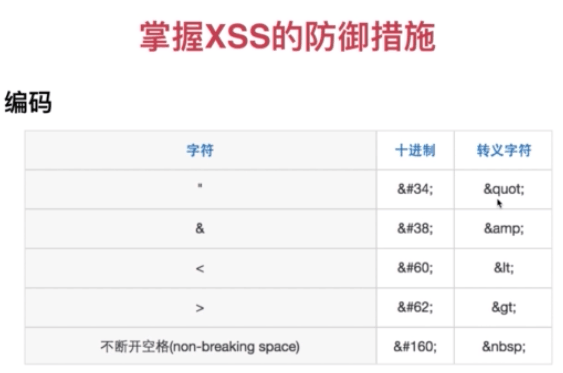 掌握XSS的防御措施
编码
字符 十进制 转义字符
" &#34; &quot;
& &#38; &amp;
< &#60; &lt;
> &#62; &gt;
不断开空格(non-breaking space) &#160; &nbsp;